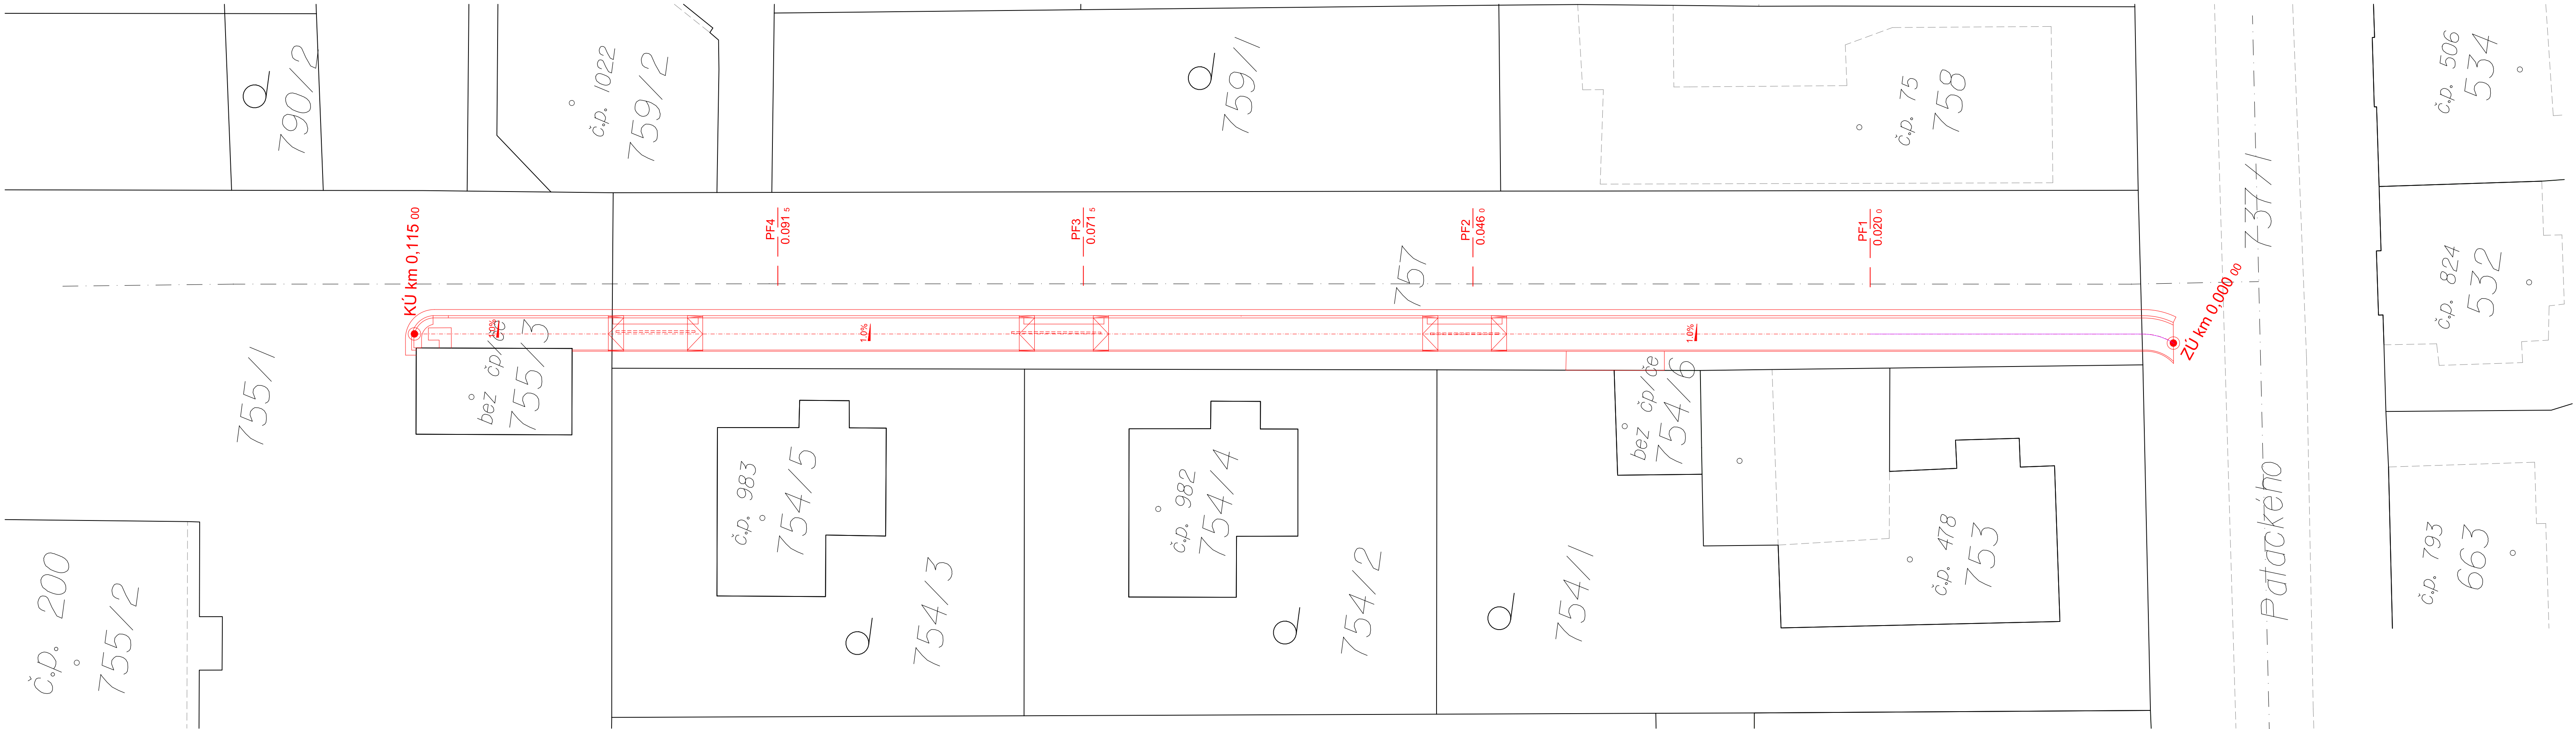 790/2
č.p. 1022
759/2
759/1
č.p. 75
758
č.p. 506
534
KÚ km 0,115 00
PF4
0.091 5
PF3
0.071 5
PF2
0.046 0
PF1
0.020 0
757
737/1
ZÚ km 0,000 00
č.p. 824
532
755/1
bez čp/če
755/3
1.0%
1.0%
bez čp/če
754/6
č.p. 983
754/5
č.p. 982
754/4
č.p. 478
753
Palackého
č.p. 793
663
č.p. 200
755/2
754/3
754/2
754/1